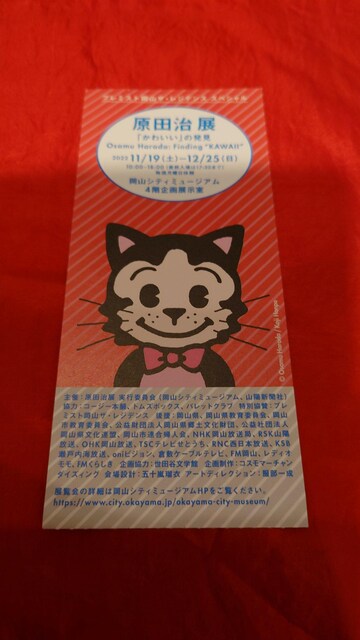 プレミスト岡山ザ・レジデンス スペシャル
原田治 展
「かわいい」の発見
Osamu Harada: Finding "KAWAII"
2022 11/19(土)-12/25(日)
岡山シティミュージアム
4階企画展示室
© Osamu Harada / Koji Honpo
主催:原田治展 実行委員会(岡山シティミュージアム、山陽新聞社)
協力:コージー本舗、トムズボックス、パレットクラブ 特別協賛:プレ
ミスト岡山ザ・レジデンス 後援:岡山県、岡山県教育委員会、岡山
市教育委員会、公益財団法人岡山県郷土文化財団、公益社団法人
岡山県文化連盟、岡山市連合婦人会、NHK岡山放送局、RSK山陽
放送、OHK岡山放送、TSCテレビせとうち、RNC西日本放送、KSB
瀬戸内海放送、oniビジョン、倉敷ケーブルテレビ、FM岡山、レディオ
モモ、FMくらしき 企画協力:世田谷文学館 企画制作:コスモマーチャン
ダイズィング 会場設計:五十嵐瑠衣 アートディレクション:服部一成
展覧会の詳細は岡山シティミュージアムHPをご覧ください。
https://www.city.okayama.jp/okayama-city-museum/